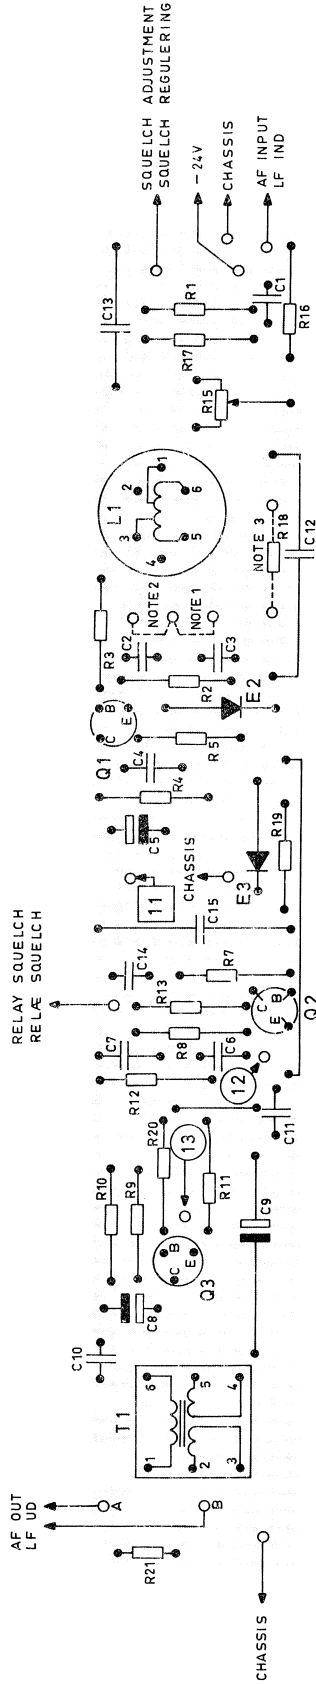 SQUELCH ADJUSTMENT
SQUELCH REGULERING
-24V
CHASSIS
AF INPUT
LF IND
C13
R1
R17
C1
R16
R15
L1
1
2
3
4
5
6
NOTE 3
R18
C12
NOTE 2
NOTE 1
R3
C2
C3
R2
E2
Q1
C
B
E
R5
C4
R4
C5
11
CHASSIS
E3
R19
C15
RELAY SQUELCH
RELÆ SQUELCH
C14
R7
R13
R8
C
B
E
Q2
C7
C6
R12
12
C11
R20
13
R11
R10
R9
C
B
E
Q3
C9
C8
C10
T1
6
5
4
1
2
3
AF OUT
LF UD
A
B
R21
CHASSIS